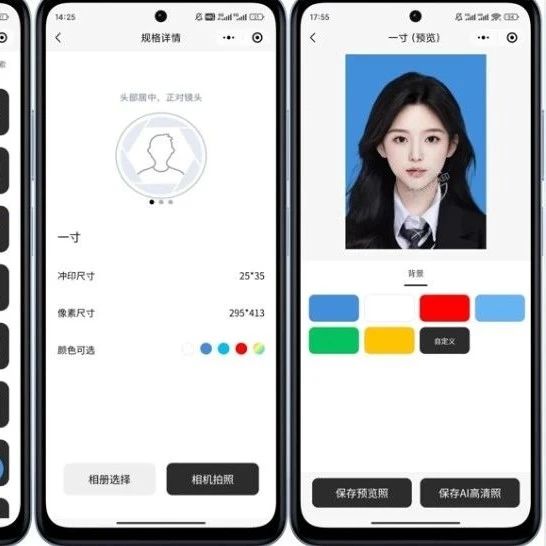 索
14:25
规格详情
头部居中，正对镜头
一寸
冲印尺寸
25*35
像素尺寸
295*413
颜色可选
相册选择
相机拍照
17:55
一寸 (预览)
背景
自定义
保存预览照
保存AI高清照